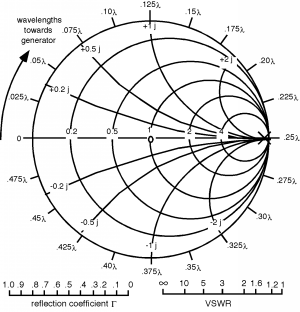 wavelengths
towards
generator
.125λ
.10λ
.15λ
.075λ
.175λ
+1 j
+0.5 j
+2 j
.05λ
.20λ
+0.2 j
.025λ
.225λ
0
0.2
0.5
1
2
4
.25λ
.475λ
-0.2 j
.275λ
.45λ
-0.5 j
-2 j
.30λ
.425λ
-1 j
.325λ
.40λ
.35λ
.375λ
1.0 .9 .8 .7 .6 .5 .4 .3 .2 .1 0
reflection coefficient Γ
∞ 10 5 3 2 1.6 1.2 1
VSWR